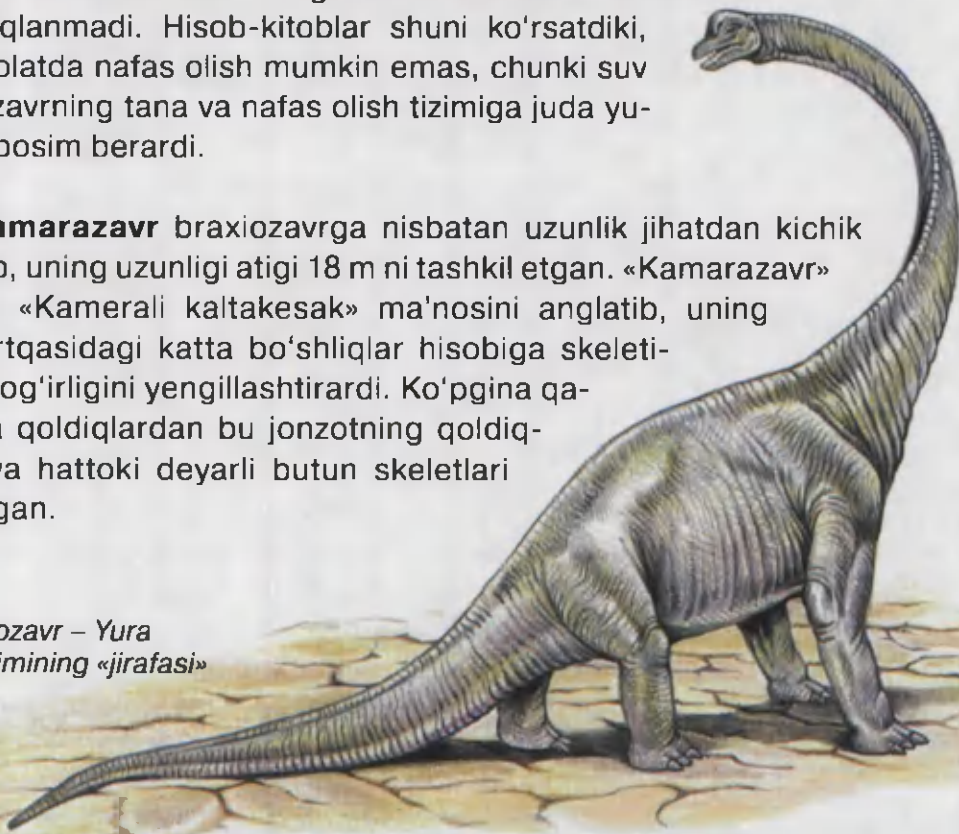 qlanmadi. Hisob-kitoblar shuni ko‘rsatdiki,
olatda nafas olish mumkin emas, chunki suv
zavrning tana va nafas olish tizimiga juda yu-
bosim berardi.
marazavr braxiozavrga nisbatan uzunlik jihatdan kichik
b, uning uzunligi atigi 18 m ni tashkil etgan. «Kamarazavr»
«Kamerali kaltakesak» ma'nosini anglatib, uning
rtqasidagi katta bo‘shliqlar hisobiga skeleti-
og‘irligini yengillashtirardi. Ko‘pgina qa-
qoldiqlardan bu jonzotning qoldiq-
va hattoki deyarli butun skeletlari
gan.
ozavr – Yura
mining «jirafasi»